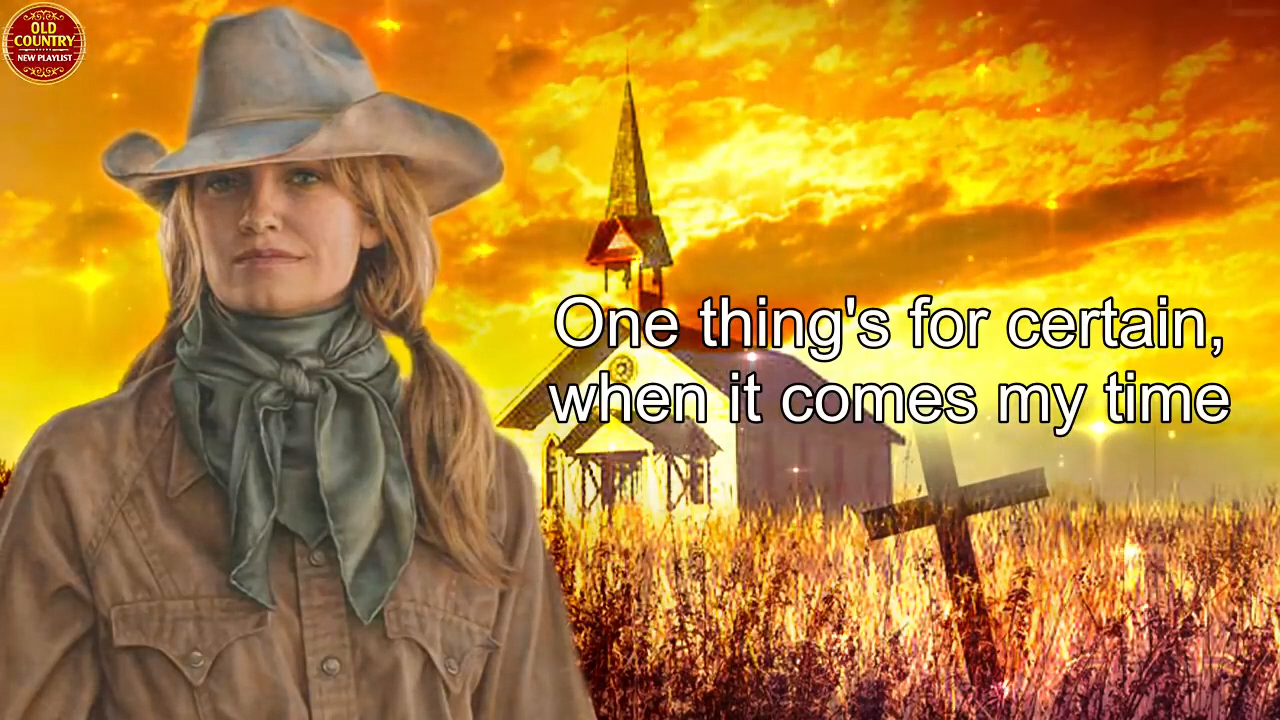 OLD
COUNTRY
NEW PLAYLIST
One thing's for certain,
when it comes my time